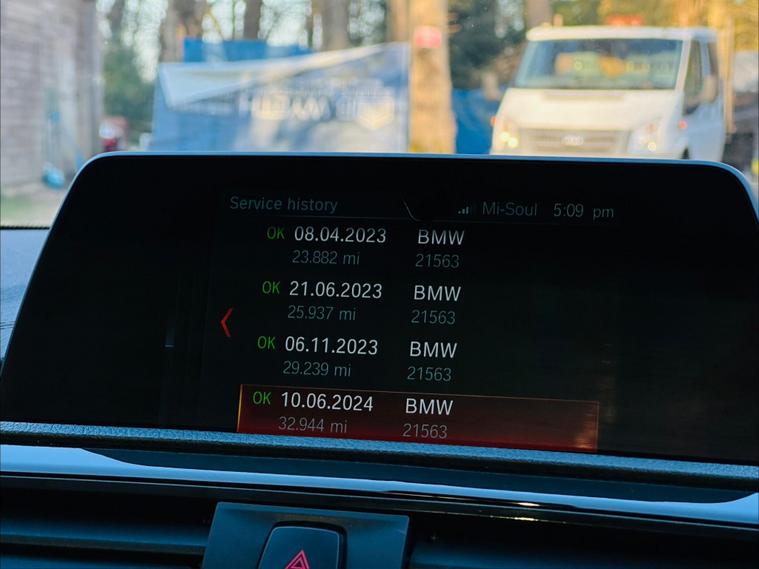 Service history
Mi-Soul 5:09 pm
OK 08.04.2023 BMW
23.882 mi 21563
OK 21.06.2023 BMW
25.937 mi 21563
OK 06.11.2023 BMW
29.239 mi 21563
OK 10.06.2024 BMW
32.944 mi 21563